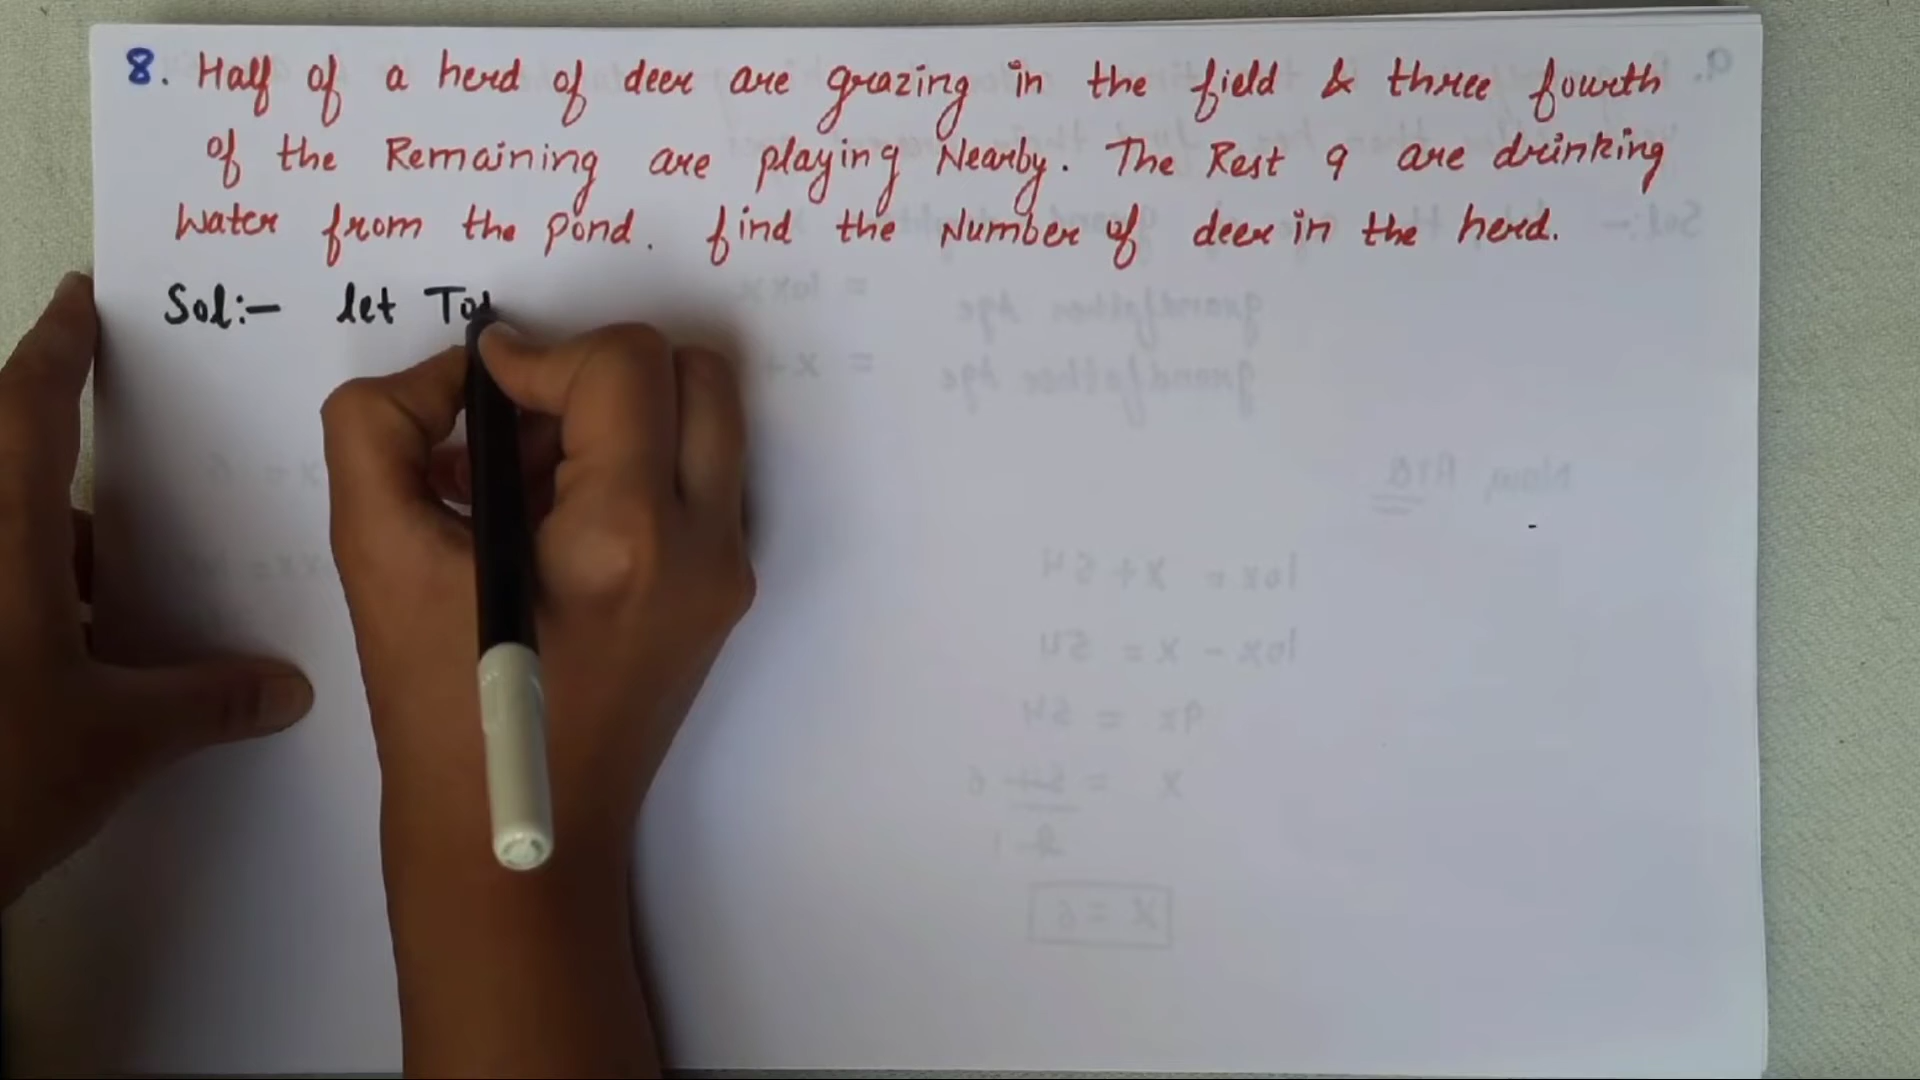 8. Half of a herd of deer are grazing in the field & three fourth
of the Remaining are playing Nearby. The Rest 9 are drinking
Water from the pond. find the Number of deer in the herd.
Sol:- let